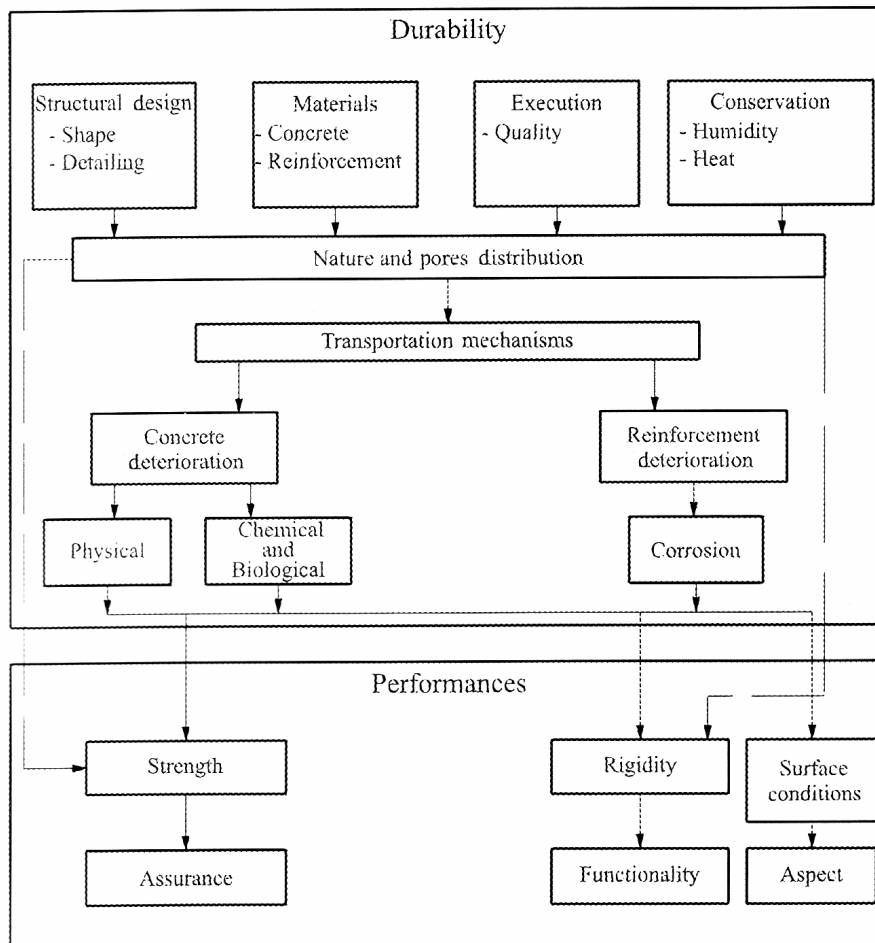 Durability
Structural design
- Shape
- Detailing
Materials
- Concrete
- Reinforcement
Execution
- Quality
Conservation
- Humidity
- Heat
Nature and pores distribution
Transportation mechanisms
Concrete
deterioration
Reinforcement
deterioration
Physical
Chemical
and
Biological
Corrosion
Performances
Strength
Rigidity
Surface
conditions
Assurance
Functionality
Aspect